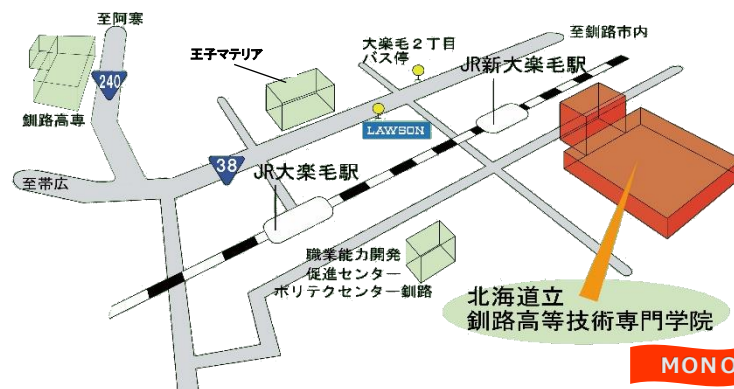 至阿寒
240
釧路高専
王子マテリア
大楽毛2丁目
バス停
至釧路市内
JR新大楽毛駅
LAWSON
38
JR大楽毛駅
至帯広
職業能力開発
促進センター
ポリテクセンター釧路
北海道立
釧路高等技術専門学院
MONO